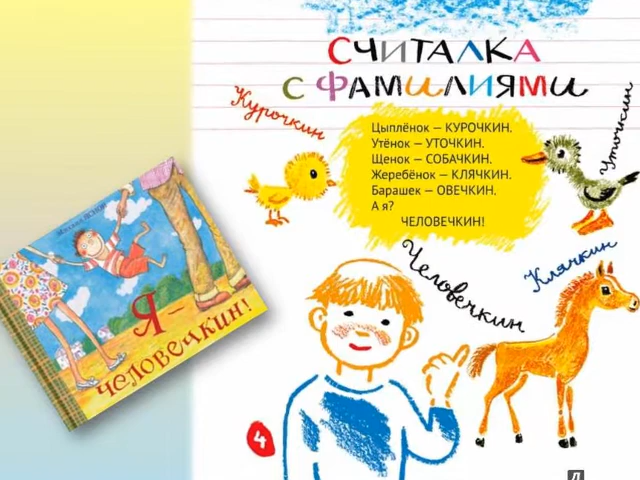 СЧИТАЛКА
С ФАМИЛИЯМИ
Курочкин
Цыплёнок — КУРОЧКИН.
Утёнок — УТОЧКИН.
Щенок — СОБАЧКИН.
Жеребёнок — КЛЯЧКИН.
Барашек — ОВЕЧКИН.
А я?
ЧЕЛОВЕЧКИН!
Уточкин
Человечкин
Клячкин
Я –
ЧЕЛОВЕЧКИН!
4